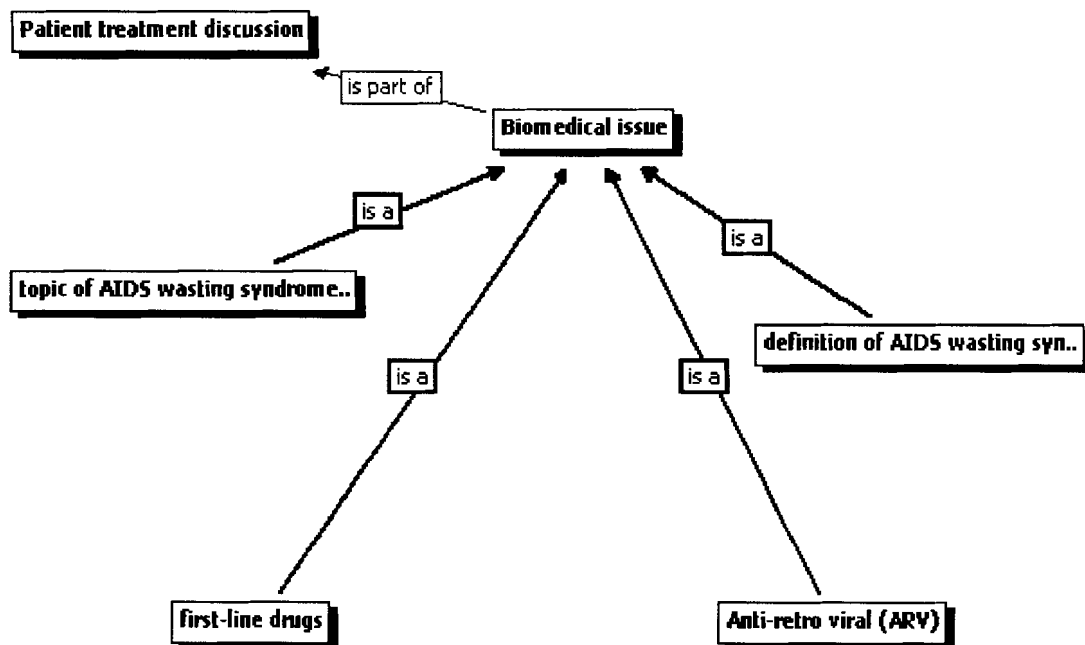 Patient treatment discussion
is part of
Biomedical issue
is a
is a
topic of AIDS wasting syndrome..
definition of AIDS wasting syn..
is a
is a
first-line drugs
Anti-retro viral (ARV)